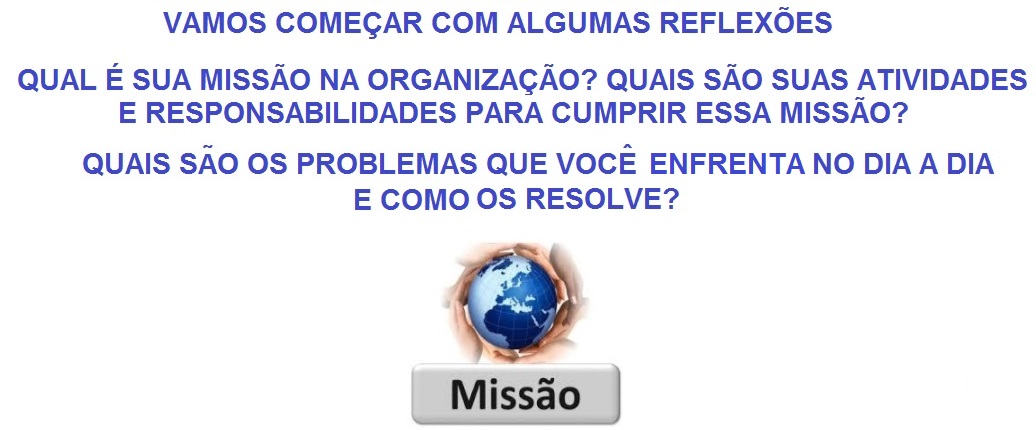 VAMOS COMEÇAR COM ALGUMAS REFLEXÕES
QUAL É SUA MISSÃO NA ORGANIZAÇÃO? QUAIS SÃO SUAS ATIVIDADES
E RESPONSABILIDADES PARA CUMPRIR ESSA MISSÃO?
QUAIS SÃO OS PROBLEMAS QUE VOCÊ ENFRENTA NO DIA A DIA
E COMO OS RESOLVE?
Missão